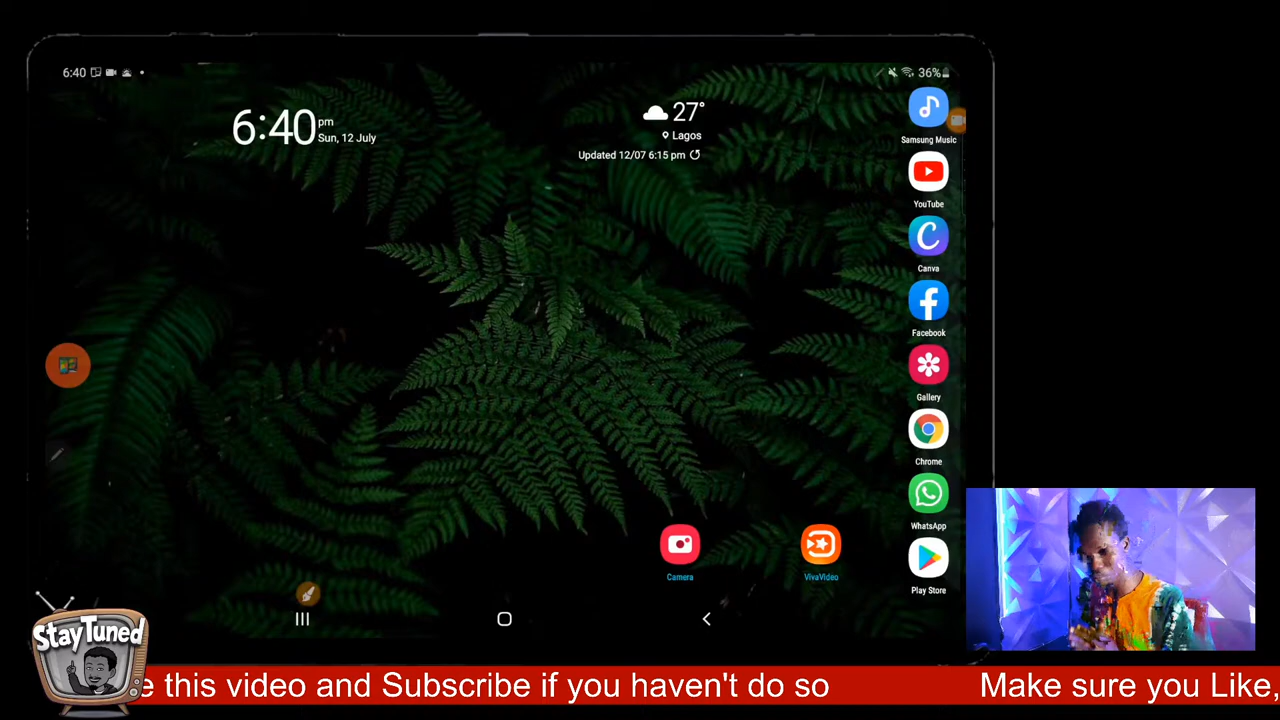 6:40
36%
6:40 pm
Sun, 12 July
27°
Lagos
Updated 12/07 6:15 pm
Samsung Music
YouTube
Canva
Facebook
Gallery
Chrome
WhatsApp
Play Store
Camera
VivaVideo
StayTuned
e this video and Subscribe if you haven't do so
Make sure you Like,